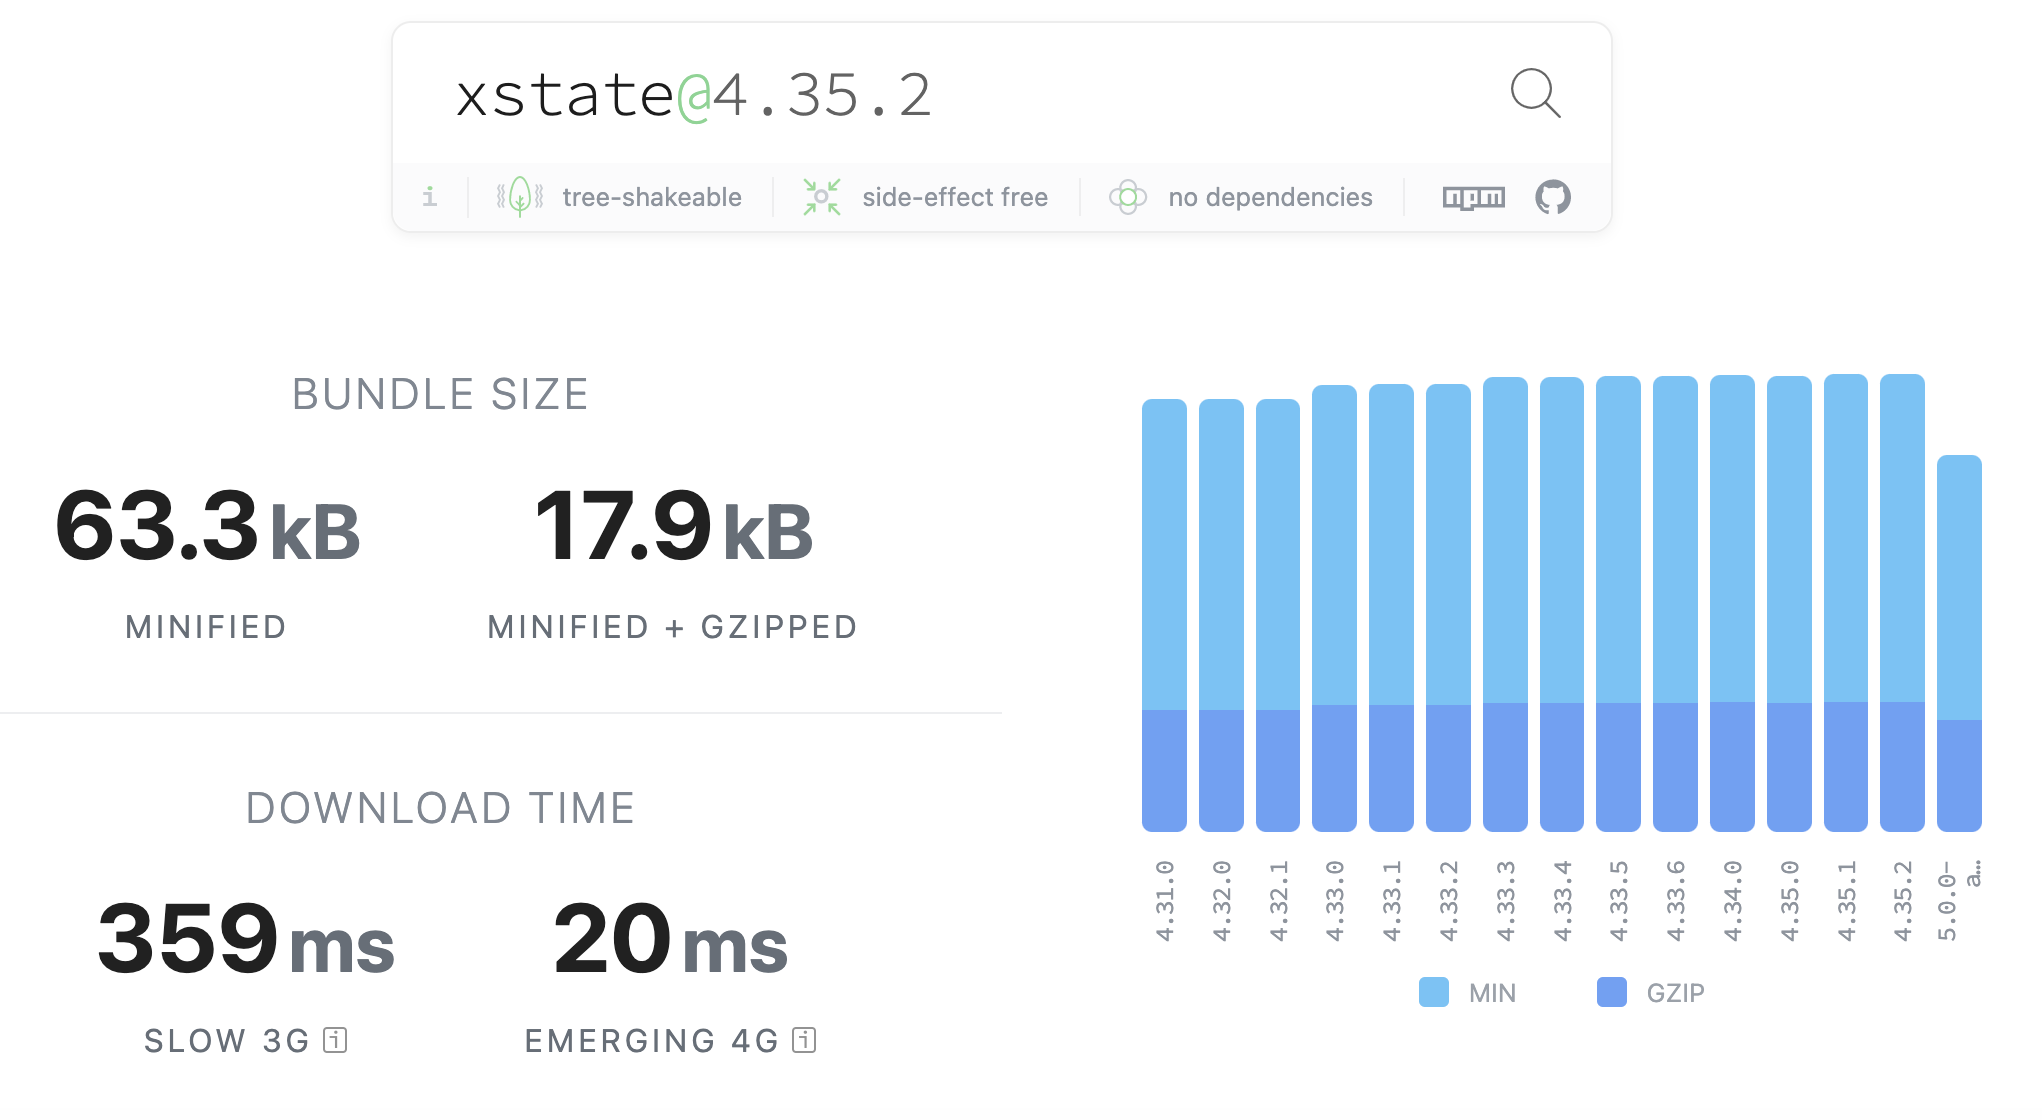 xstate@4.35.2
i tree-shakeable side-effect free no dependencies npm
BUNDLE SIZE
63.3 kB 17.9 kB
MINIFIED MINIFIED + GZIPPED
DOWNLOAD TIME
359 ms 20 ms
SLOW 3G i EMERGING 4G i
4.31.0
4.32.0
4.32.1
4.33.0
4.33.1
4.33.2
4.33.3
4.33.4
4.33.5
4.33.6
4.34.0
4.35.0
4.35.1
4.35.2
5.0.0-
a…
MIN GZIP